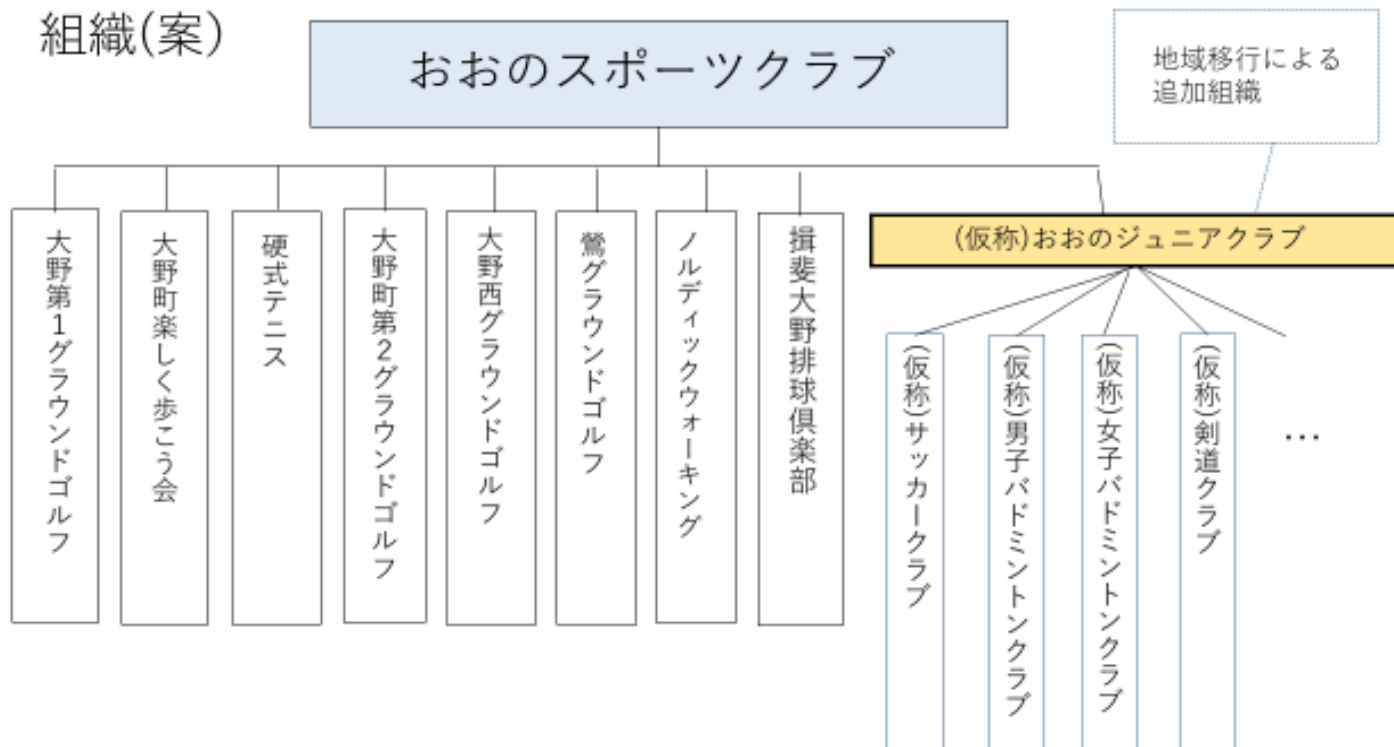 組織(案)
おおのスポーツクラブ
地域移行による
追加組織
大野第1グラウンドゴルフ
大野町楽しく歩こう会
硬式テニス
大野町第2グラウンドゴルフ
大野西グラウンドゴルフ
鶯グラウンドゴルフ
ノルディックウォーキング
揖斐大野排球倶楽部
(仮称)おおのジュニアクラブ
(仮称)サッカークラブ
(仮称)男子バドミントンクラブ
(仮称)女子バドミントンクラブ
(仮称)剣道クラブ
…